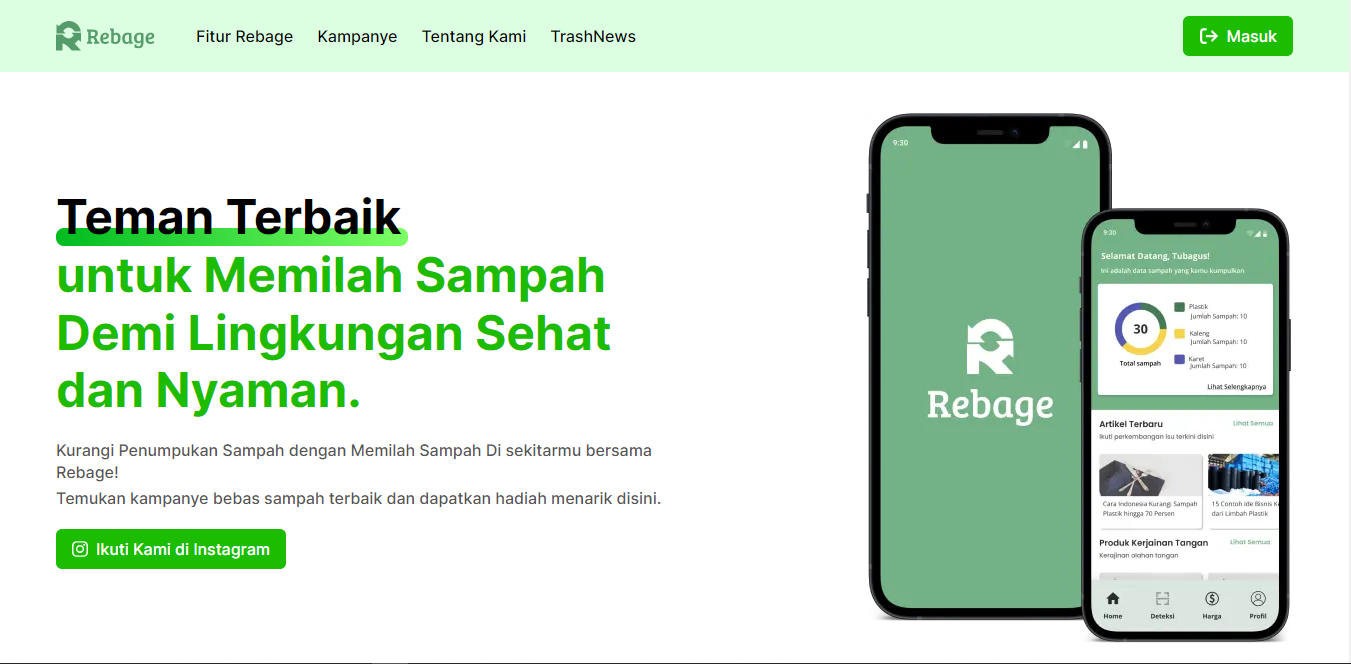 Rebage
Fitur Rebage
Kampanye
Tentang Kami
TrashNews
Masuk
Teman Terbaik
untuk Memilah Sampah
Demi Lingkungan Sehat
dan Nyaman.
Kurangi Penumpukan Sampah dengan Memilah Sampah Di sekitarmu bersama
Rebage!
Temukan kampanye bebas sampah terbaik dan dapatkan hadiah menarik disini.
Ikuti Kami di Instagram
9:30
Rebage
9:30
Selamat Datang, Tubagus!
Ini adalah data sampah yang kamu kumpulkan
30
Total sampah
Plastik
Jumlah Sampah: 10
Kaleng
Jumlah Sampah: 10
Karet
Jumlah Sampah: 10
Lihat Selengkapnya
Artikel Terbaru
Lihat Semua
Ikuti perkembangan isu terkini disini
Cara Indonesia Kurangi Sampah
Plastik hingga 70 Persen
15 Contoh Ide Bisnis
dari Limbah Plastik
Produk Kerjainan Tangan
Lihat Semua
Kerajinan olahan tangan
Home
Deteksi
Harga
Profil